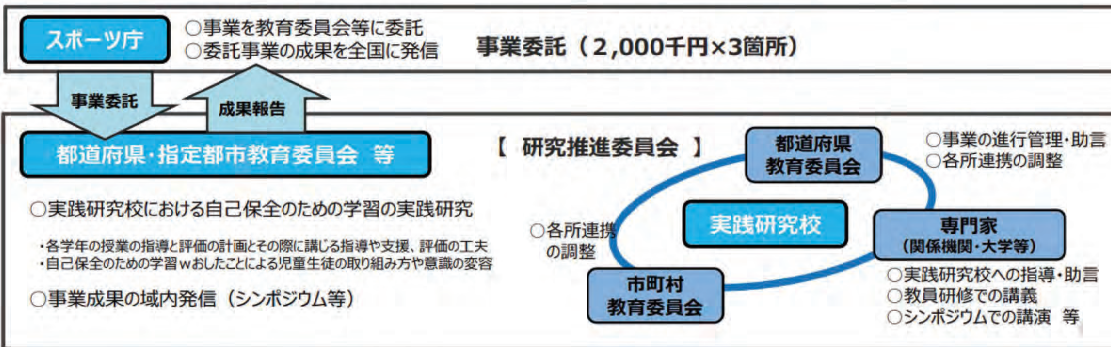 スポーツ庁
○事業を教育委員会等に委託
○委託事業の成果を全国に発信
事業委託（2,000千円×3箇所）
事業委託
成果報告
都道府県・指定都市教育委員会 等
【 研究推進委員会 】
○実践研究校における自己保全のための学習の実践研究
・各学年の授業の指導と評価の計画とその際に講じる指導や支援、評価の工夫
・自己保全のための学習wおしたことによる児童生徒の取り組み方や意識の変容
○事業成果の域内発信（シンポジウム等）
都道府県
教育委員会
○事業の進行管理・助言
○各所連携の調整
実践研究校
○各所連携
の調整
専門家
（関係機関・大学等）
市町村
教育委員会
○実践研究校への指導・助言
○教員研修での講義
○シンポジウムでの講演 等